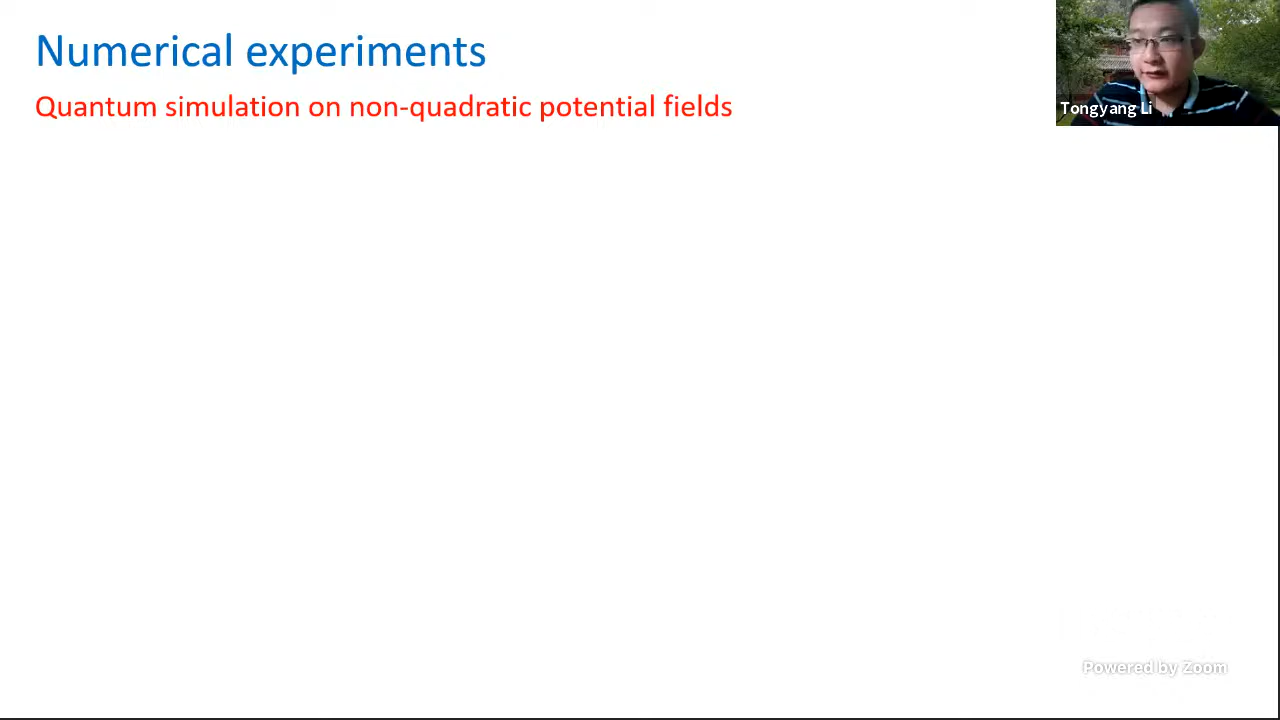 Numerical experiments
Quantum simulation on non-quadratic potential fields
Tongyang Li
Powered by Zoom